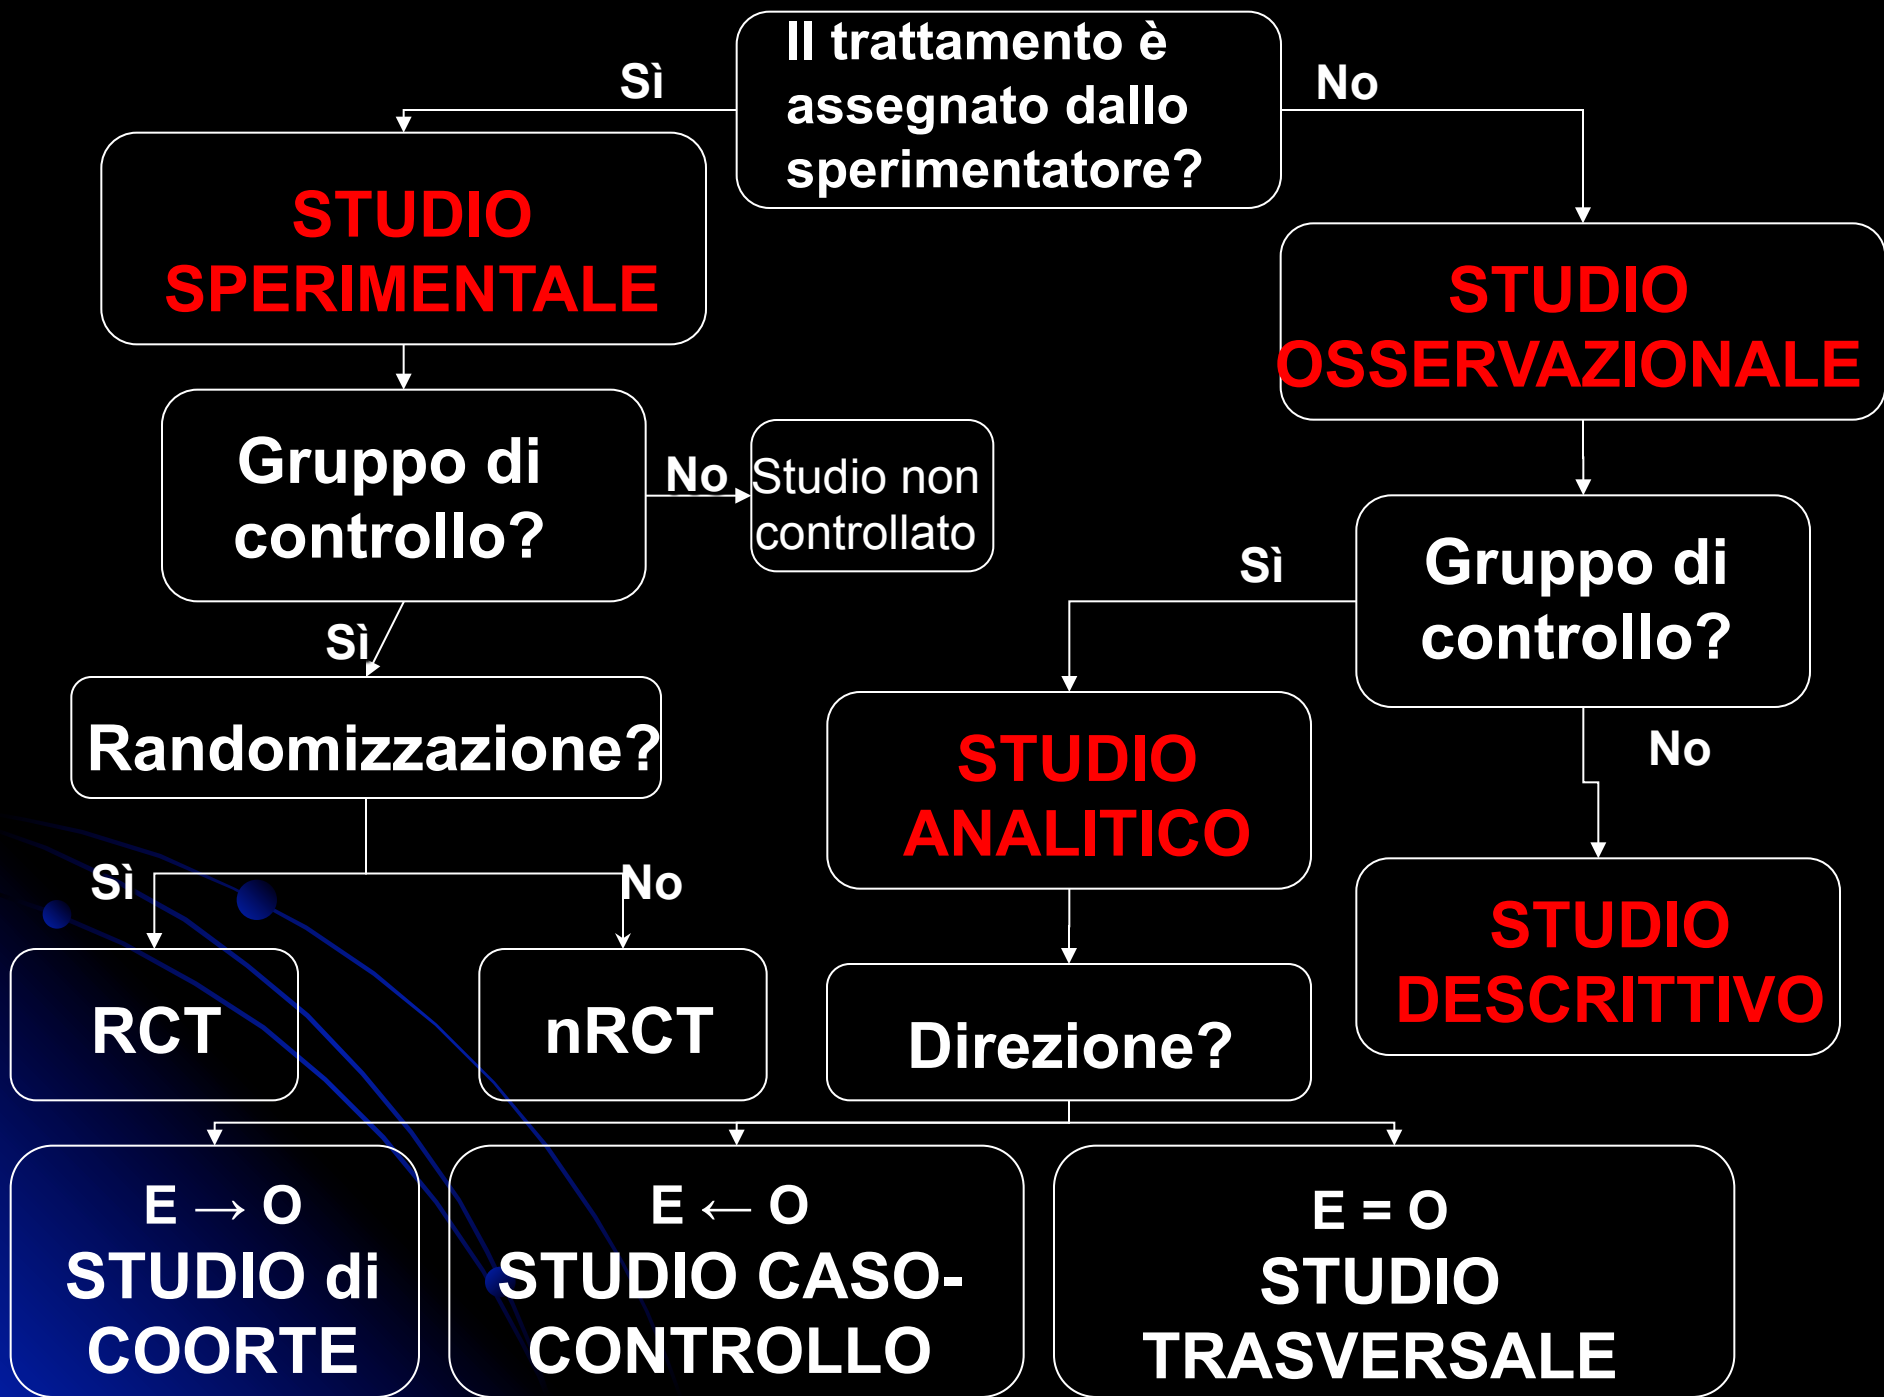 Il trattamento è
assegnato dallo
sperimentatore?
Sì
No
STUDIO
SPERIMENTALE
STUDIO
OSSERVAZIONALE
Gruppo di
controllo?
No
Studio non
controllato
Sì
Gruppo di
controllo?
Sì
No
Randomizzazione?
STUDIO
ANALITICO
Sì
No
STUDIO
DESCRITTIVO
RCT
nRCT
Direzione?
E → O
STUDIO di
COORTE
E ← O
STUDIO CASO-
CONTROLLO
E = O
STUDIO
TRASVERSALE